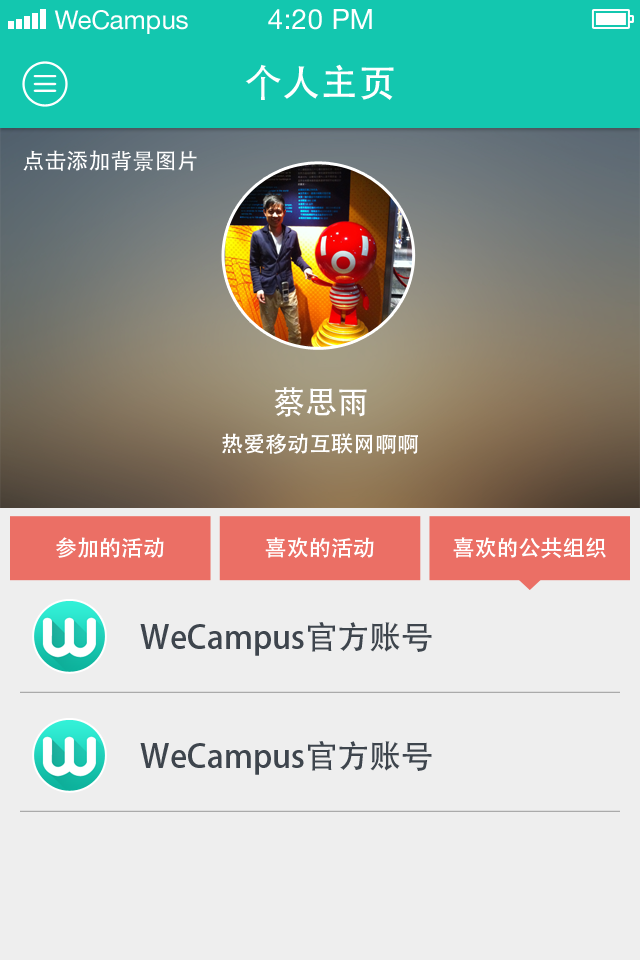 WeCampus 4:20 PM
个人主页
点击添加背景图片
蔡思雨
热爱移动互联网啊啊
参加的活动 喜欢的活动 喜欢的公共组织
WeCampus官方账号
WeCampus官方账号